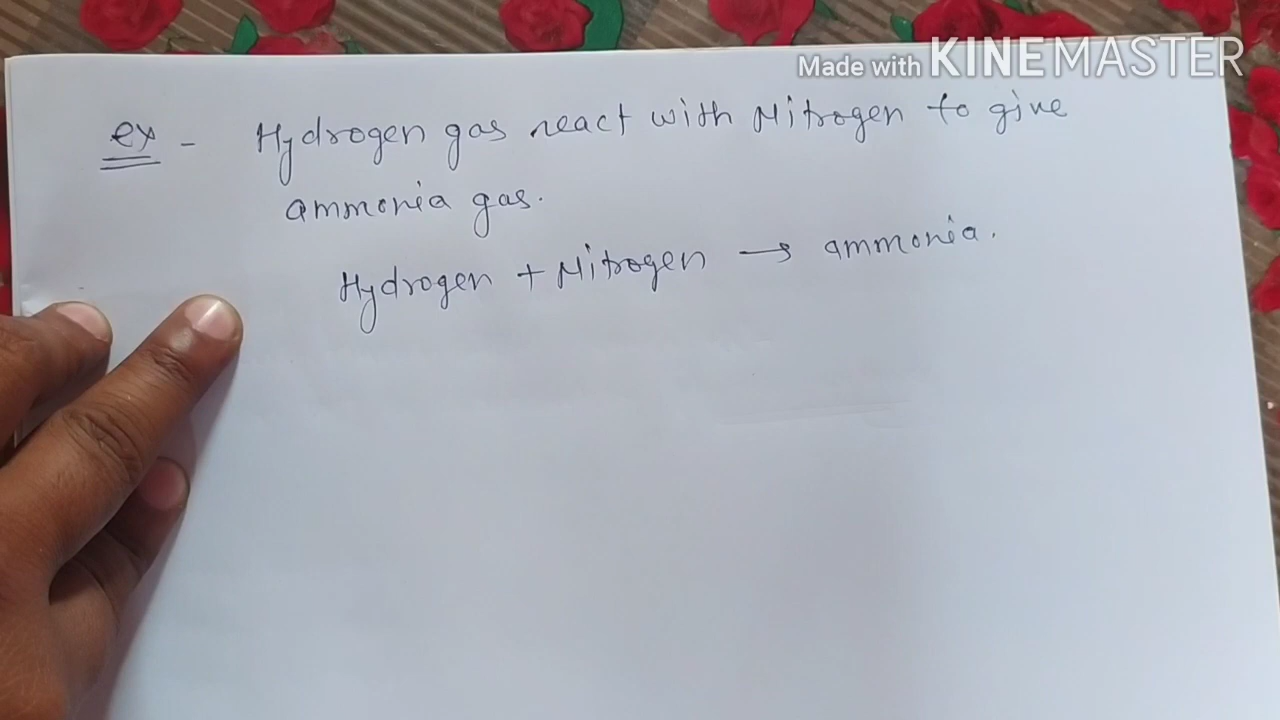 Made with KINEMASTER
ex - Hydrogen gas react with Nitrogen to give
ammonia gas.
Hydrogen + Nitrogen → ammonia.